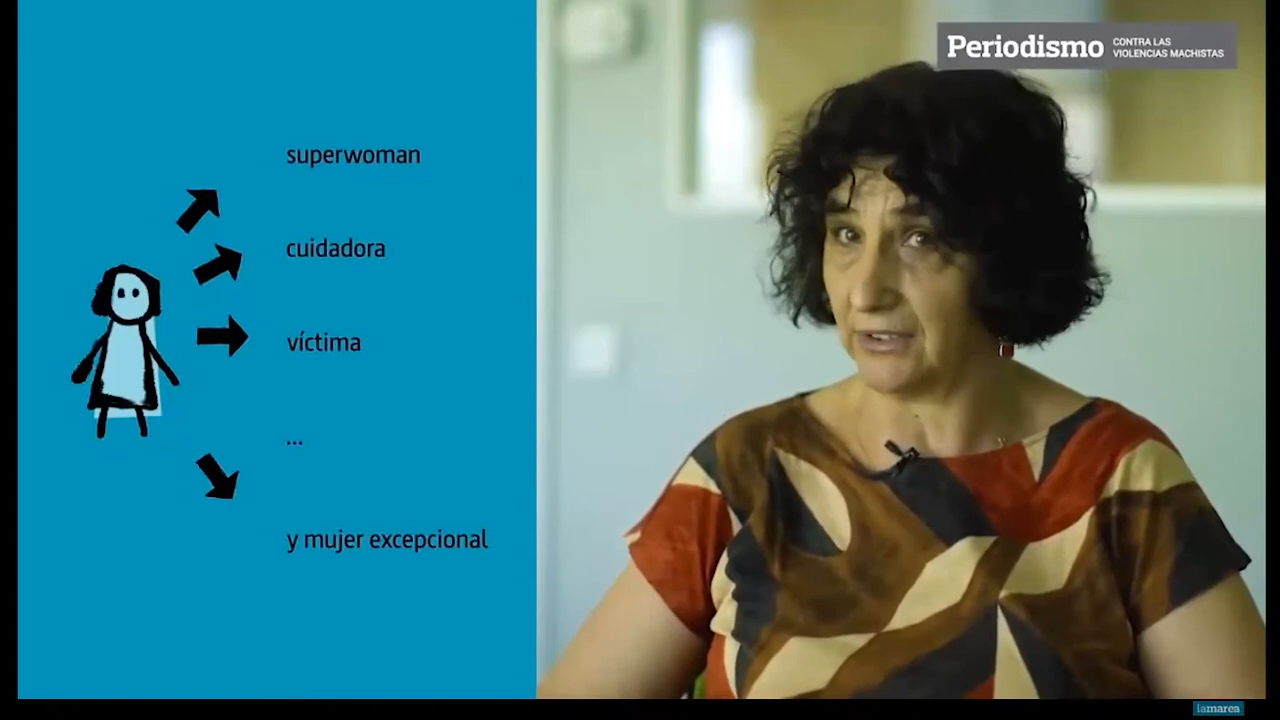 superwoman
cuidadora
víctima
...
y mujer excepcional
Periodismo
CONTRA LAS
VIOLENCIAS MACHISTAS
lamarea